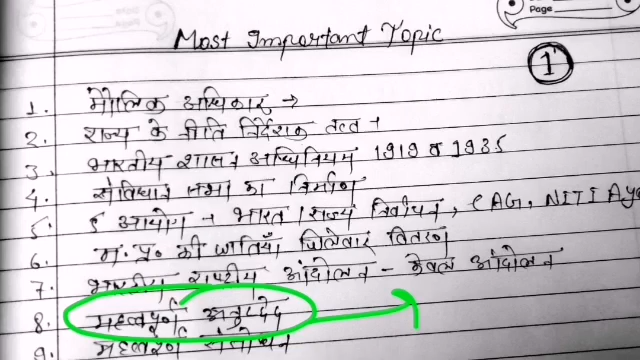 Page
Most Important Topic
1
1. मौलिक अधिकार →
2. राज्य के नीति निर्देशक तत्व →
3. भारतीय शासन अधिनियम 1919 व 1935
4. संविधान सभा का निर्माण
5. आयोग → भारत / राज्य निर्वाचन, CAG, NITI Ayo
6. म.प्र. की जातियाँ जिलेवार वितरण
7. भारतीय राष्ट्रीय आंदोलन - केवल आंदोलन
8. महत्वपूर्ण अनुच्छेद
9. महत्वपूर्ण संशोधन